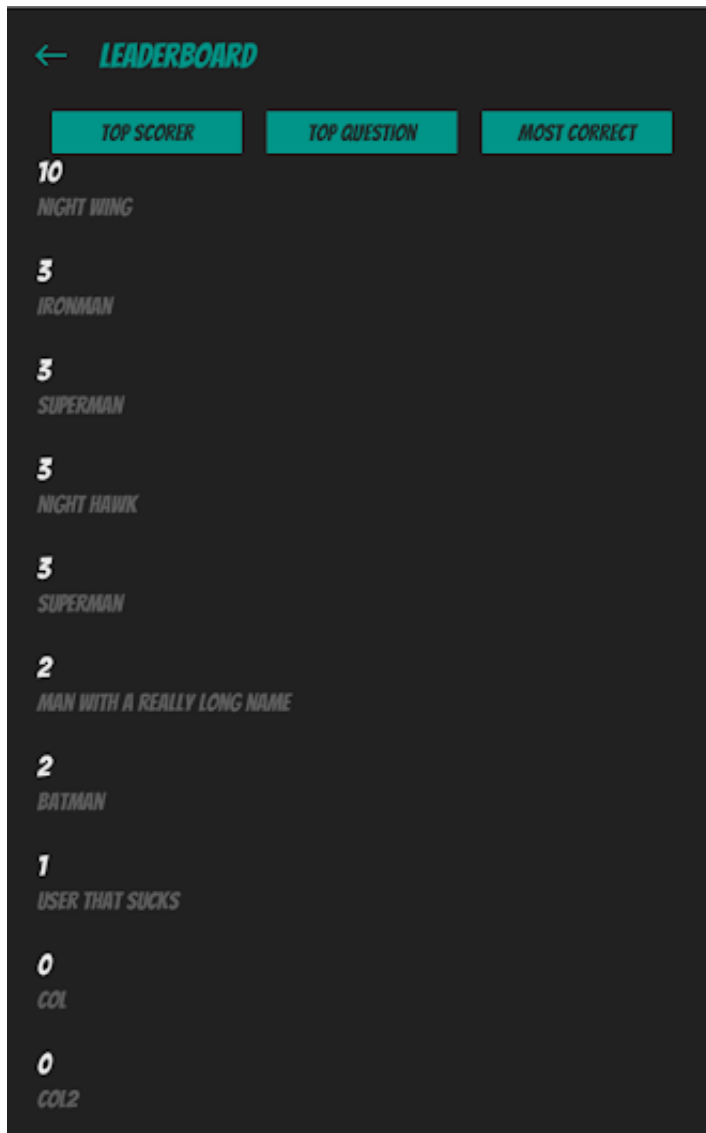 LEADERBOARD
TOP SCORER TOP QUESTION MOST CORRECT
10
NIGHT WING
3
IRONMAN
3
SUPERMAN
3
NIGHT HAWK
3
SUPERMAN
2
MAN WITH A REALLY LONG NAME
2
BATMAN
1
USER THAT SUCKS
0
COL
0
COL2